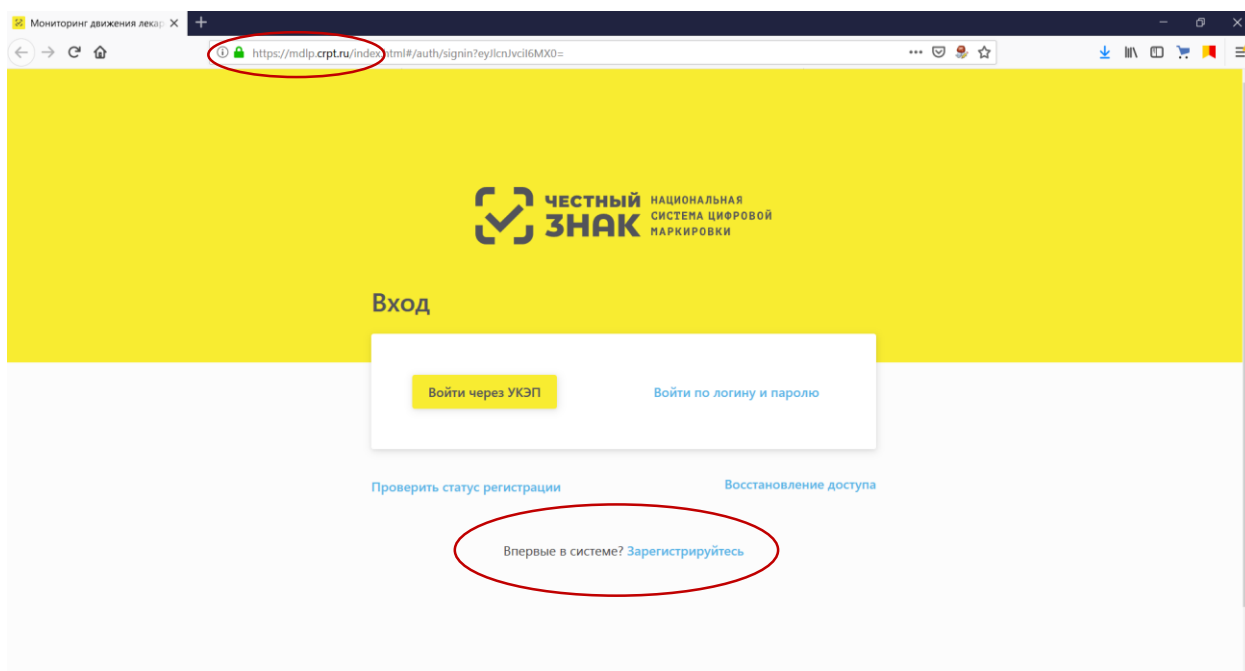 Мониторинг движения лекар
https://mdlp.crpt.ru/index.html#/auth/signin?eyJlcnJvciI6MX0=
ЧЕСТНЫЙ
ЗНАК
НАЦИОНАЛЬНАЯ
СИСТЕМА ЦИФРОВОЙ
МАРКИРОВКИ
Вход
Войти через УКЭП
Войти по логину и паролю
Проверить статус регистрации
Восстановление доступа
Впервые в системе? Зарегистрируйтесь